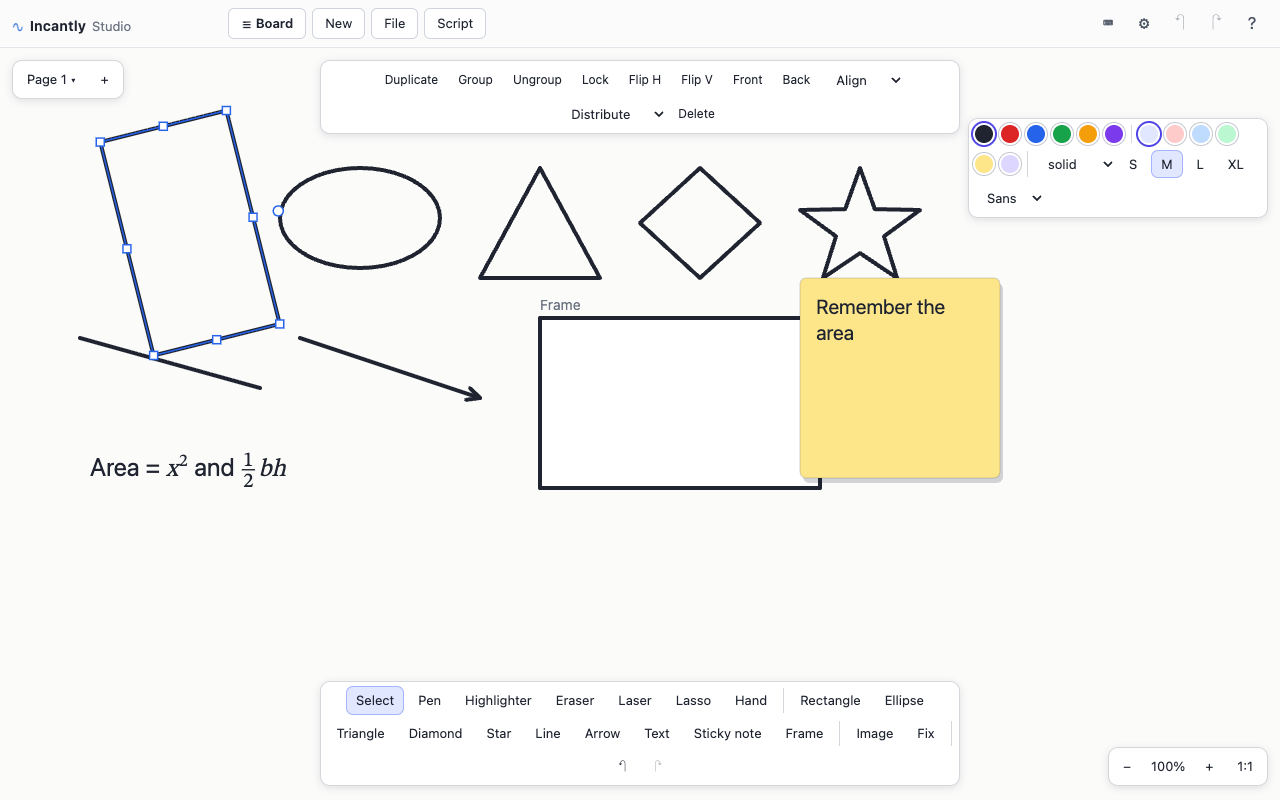 Incantly Studio
≡ Board New File Script
?
Page 1 +
Duplicate Group Ungroup Lock Flip H Flip V Front Back Align
Distribute Delete
solid S M L XL
Sans
Frame
Remember the
area
Area = x² and 1/2 bh
Select Pen Highlighter Eraser Laser Lasso Hand Rectangle Ellipse
Triangle Diamond Star Line Arrow Text Sticky note Frame Image Fix
− 100% + 1:1